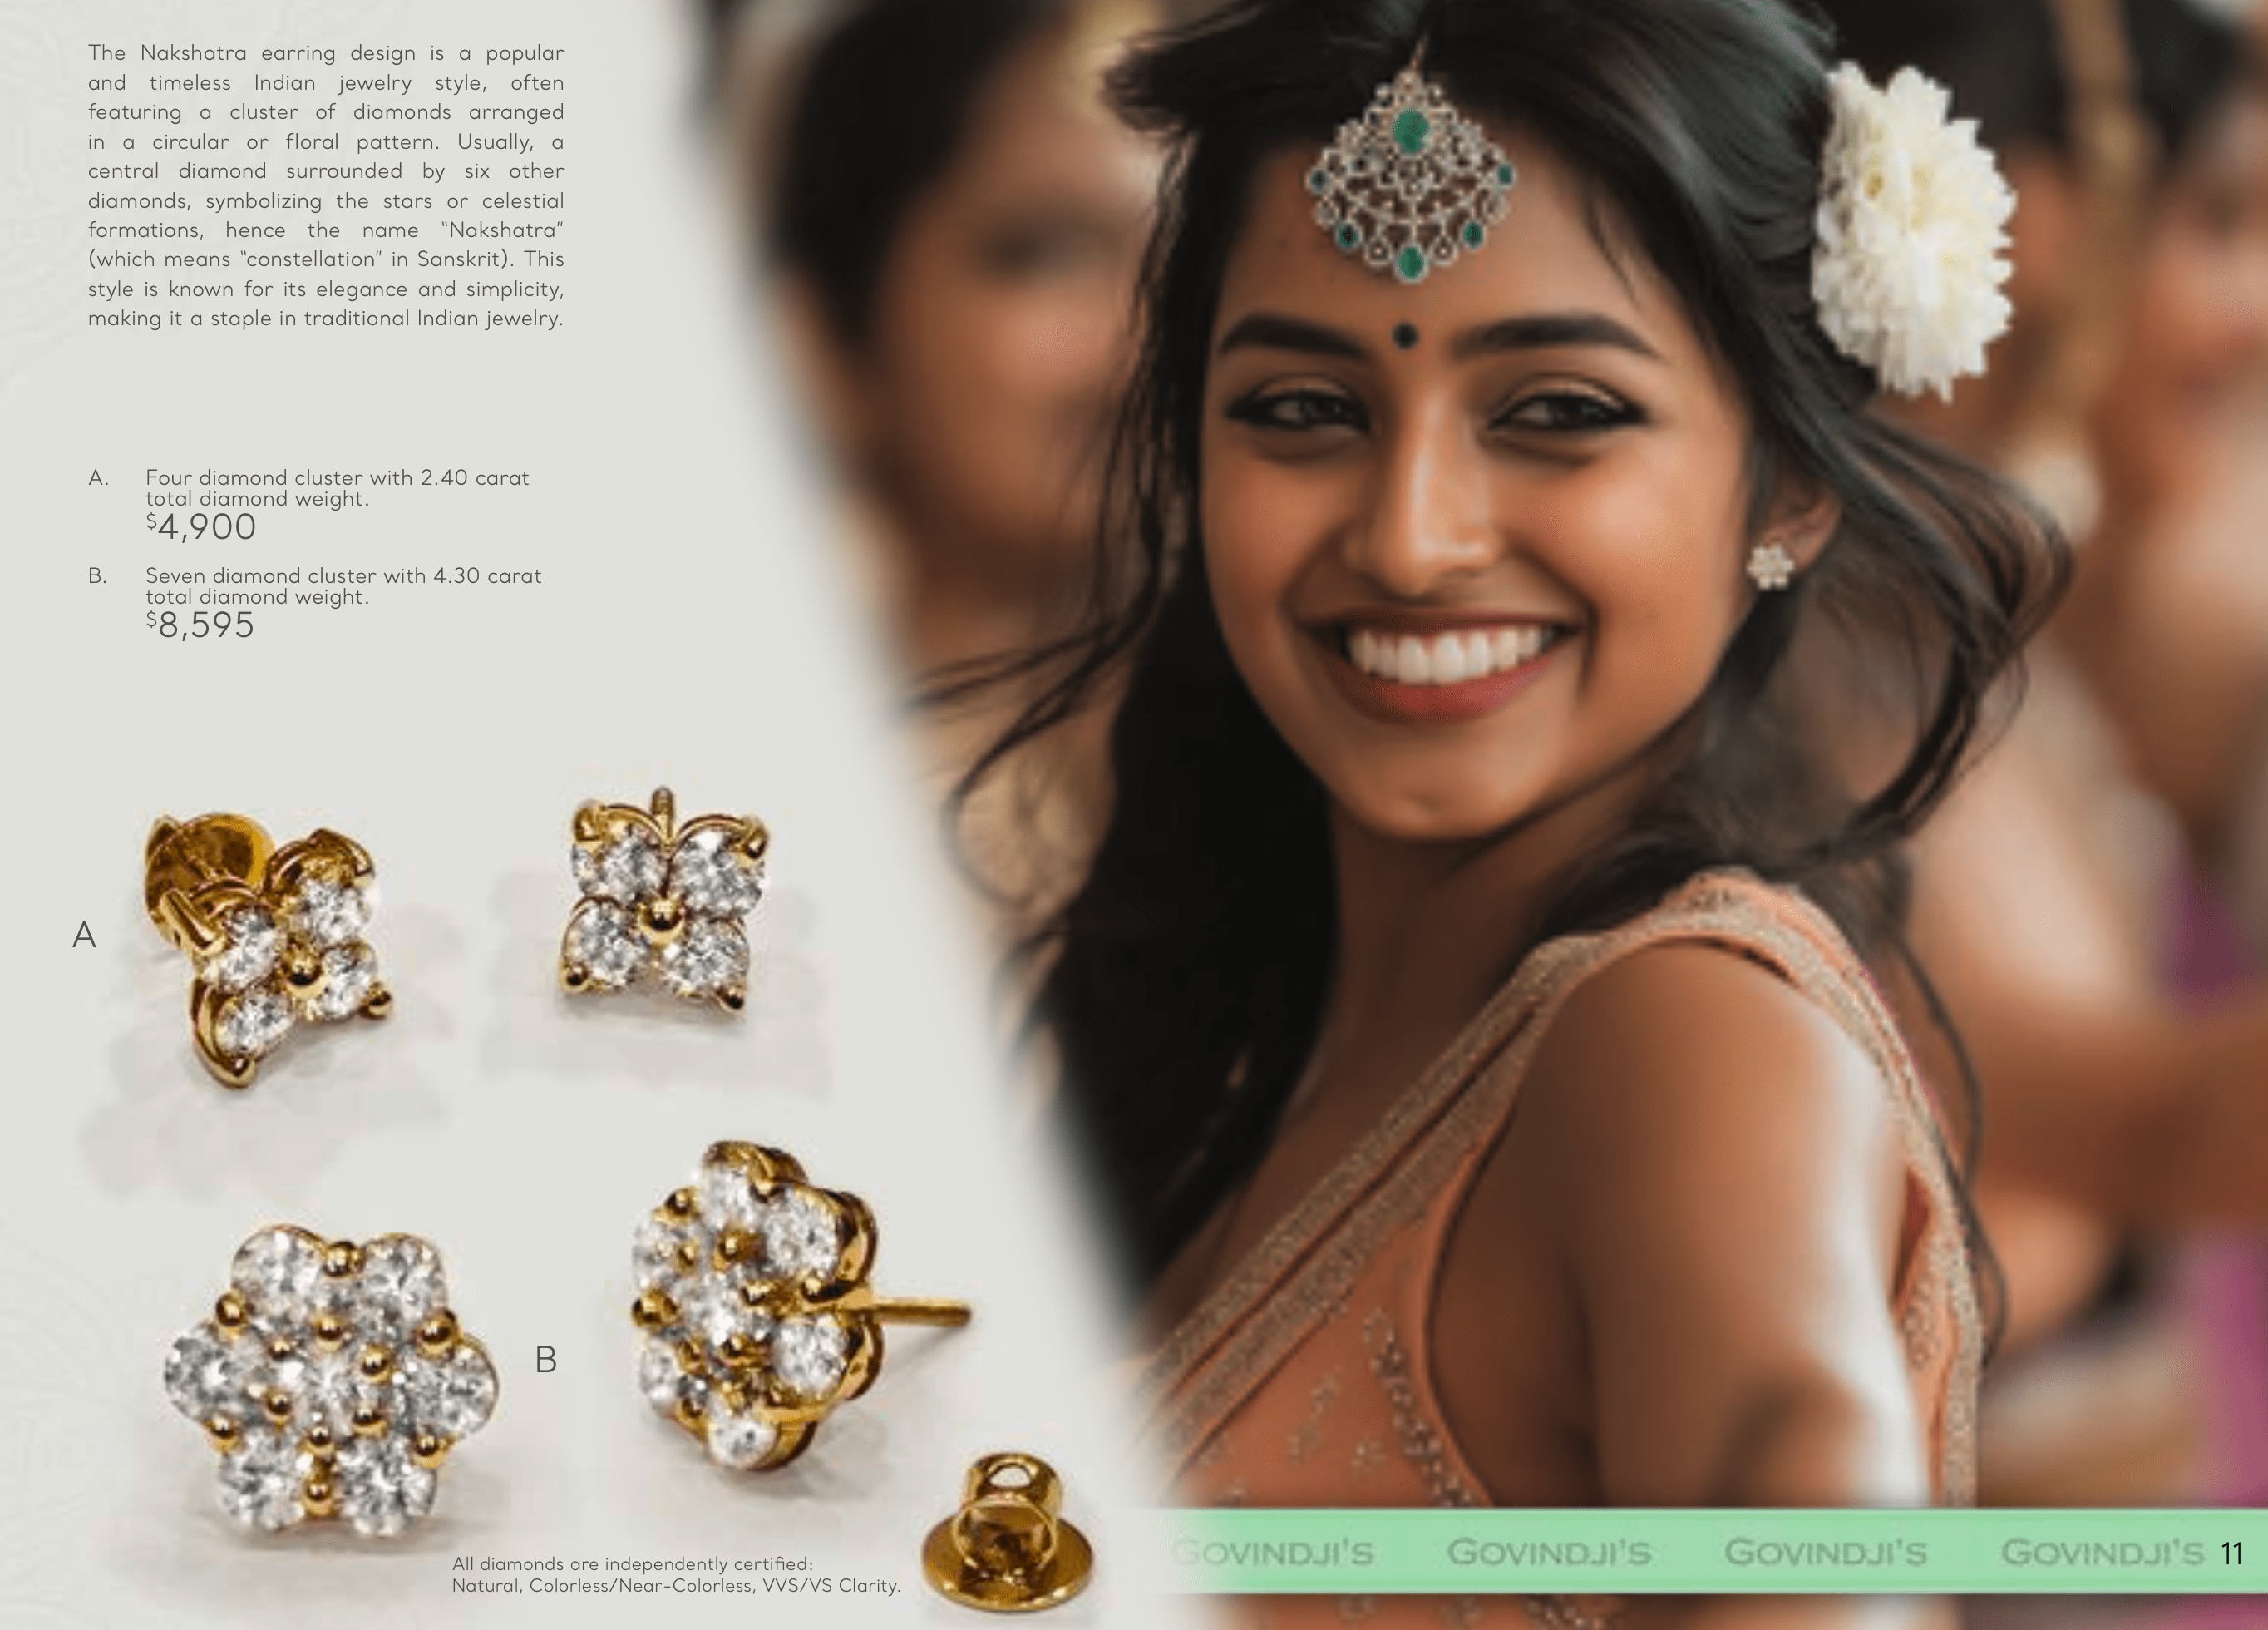 The Nakshatra earring design is a popular
and timeless Indian jewelry style, often
featuring a cluster of diamonds arranged
in a circular or floral pattern. Usually, a
central diamond surrounded by six other
diamonds, symbolizing the stars or celestial
formations, hence the name “Nakshatra”
(which means “constellation” in Sanskrit). This
style is known for its elegance and simplicity,
making it a staple in traditional Indian jewelry.
A. Four diamond cluster with 2.40 carat
total diamond weight.
$4,900
B. Seven diamond cluster with 4.30 carat
total diamond weight.
$8,595
A
B
All diamonds are independently certified:
Natural, Colorless/Near-Colorless, VVS/VS Clarity.
GOVINDJI'S GOVINDJI'S GOVINDJI'S GOVINDJI'S 11